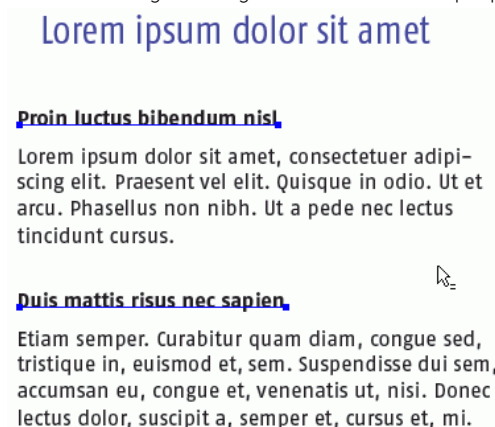 Lorem ipsum dolor sit amet
Proin luctus bibendum nisl
Lorem ipsum dolor sit amet, consectetuer adipi-
scing elit. Praesent vel elit. Quisque in odio. Ut et
arcu. Phasellus non nibh. Ut a pede nec lectus
tincidunt cursus.
Duis mattis risus nec sapien
Etiam semper. Curabitur quam diam, congue sed,
tristique in, euismod et, sem. Suspendisse dui sem,
accumsan eu, congue et, venenatis ut, nisi. Donec
lectus dolor, suscipit a, semper et, cursus et, mi.